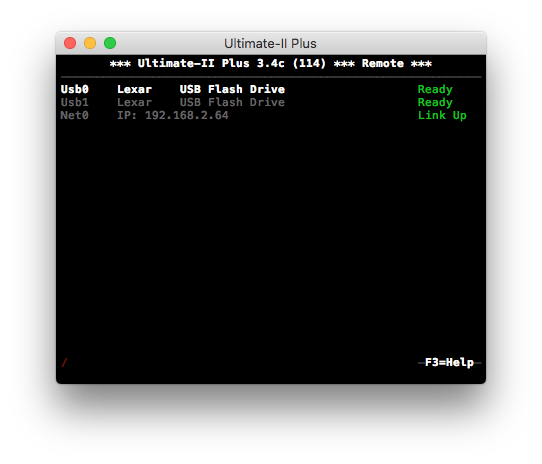 Ultimate-II Plus
*** Ultimate-II Plus 3.4c (114) *** Remote ***
Usb0 Lexar USB Flash Drive Ready
Usb1 Lexar USB Flash Drive Ready
Net0 IP: 192.168.2.64 Link Up
/ F3=Help